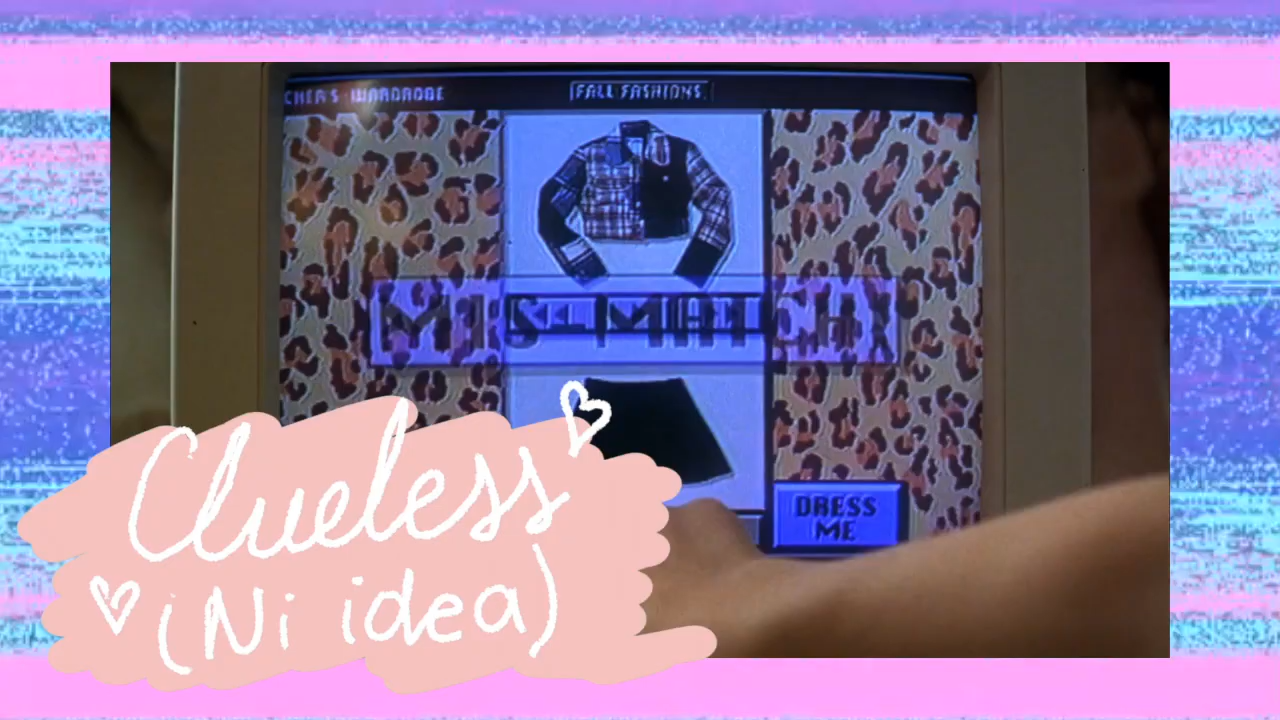 CHER'S WARDROBE
FALL FASHIONS
MIS-MATCH!
DRESS
ME
Clueless
(Ni idea)